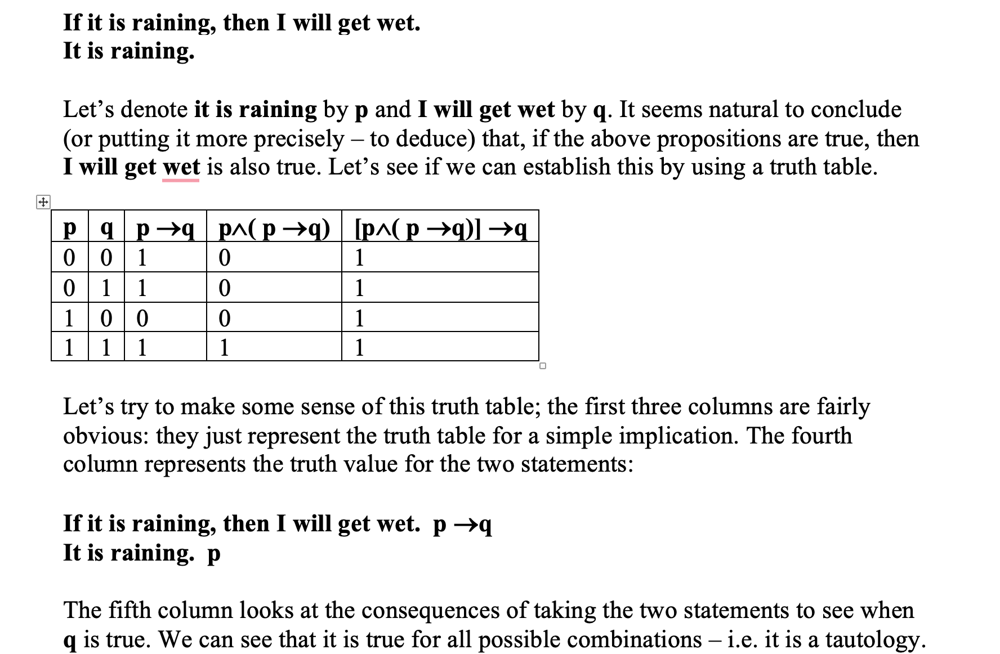 If it is raining, then I will get wet.
It is raining.
Let’s denote it is raining by p and I will get wet by q. It seems natural to conclude
(or putting it more precisely – to deduce) that, if the above propositions are true, then
I will get wet is also true. Let’s see if we can establish this by using a truth table.
p q p →q p∧( p →q) [p∧( p →q)] →q
0 0 1 0 1
0 1 1 0 1
1 0 0 0 1
1 1 1 1 1
Let’s try to make some sense of this truth table; the first three columns are fairly
obvious: they just represent the truth table for a simple implication. The fourth
column represents the truth value for the two statements:
If it is raining, then I will get wet. p →q
It is raining. p
The fifth column looks at the consequences of taking the two statements to see when
q is true. We can see that it is true for all possible combinations – i.e. it is a tautology.